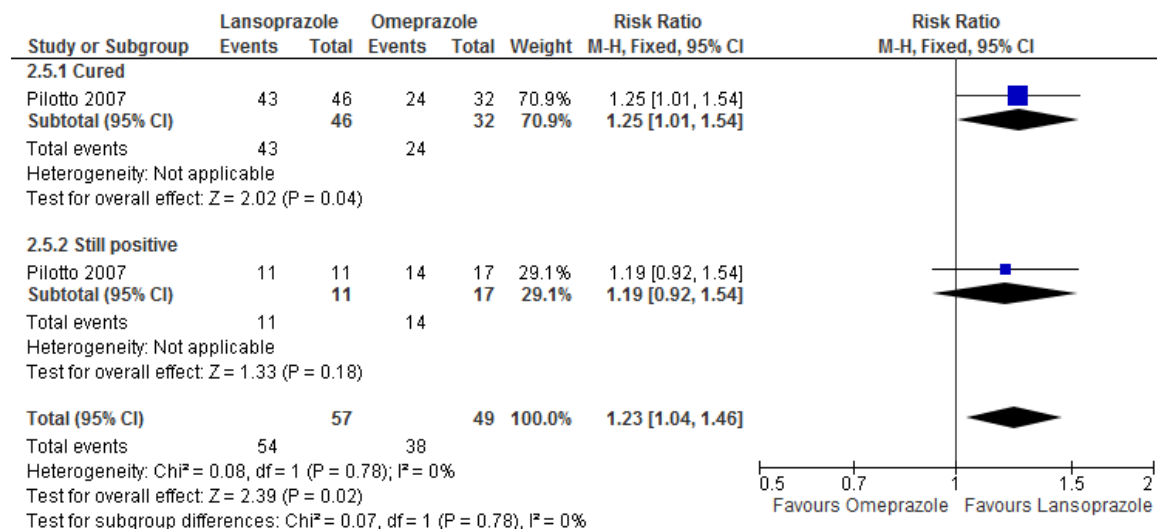 Lansoprazole Omeprazole Risk Ratio Risk Ratio
Study or Subgroup Events Total Events Total Weight M-H, Fixed, 95% CI M-H, Fixed, 95% CI
2.5.1 Cured
Pilotto 2007 43 46 24 32 70.9% 1.25 [1.01, 1.54]
Subtotal (95% CI) 46 32 70.9% 1.25 [1.01, 1.54]
Total events 43 24
Heterogeneity: Not applicable
Test for overall effect: Z = 2.02 (P = 0.04)
2.5.2 Still positive
Pilotto 2007 11 11 14 17 29.1% 1.19 [0.92, 1.54]
Subtotal (95% CI) 11 17 29.1% 1.19 [0.92, 1.54]
Total events 11 14
Heterogeneity: Not applicable
Test for overall effect: Z = 1.33 (P = 0.18)
Total (95% CI) 57 49 100.0% 1.23 [1.04, 1.46]
Total events 54 38
Heterogeneity: Chi² = 0.08, df = 1 (P = 0.78); I² = 0%
Test for overall effect: Z = 2.39 (P = 0.02)
Test for subgroup differences: Chi² = 0.07, df = 1 (P = 0.78), I² = 0%
0.5 0.7 1 1.5 2
Favours Omeprazole Favours Lansoprazole